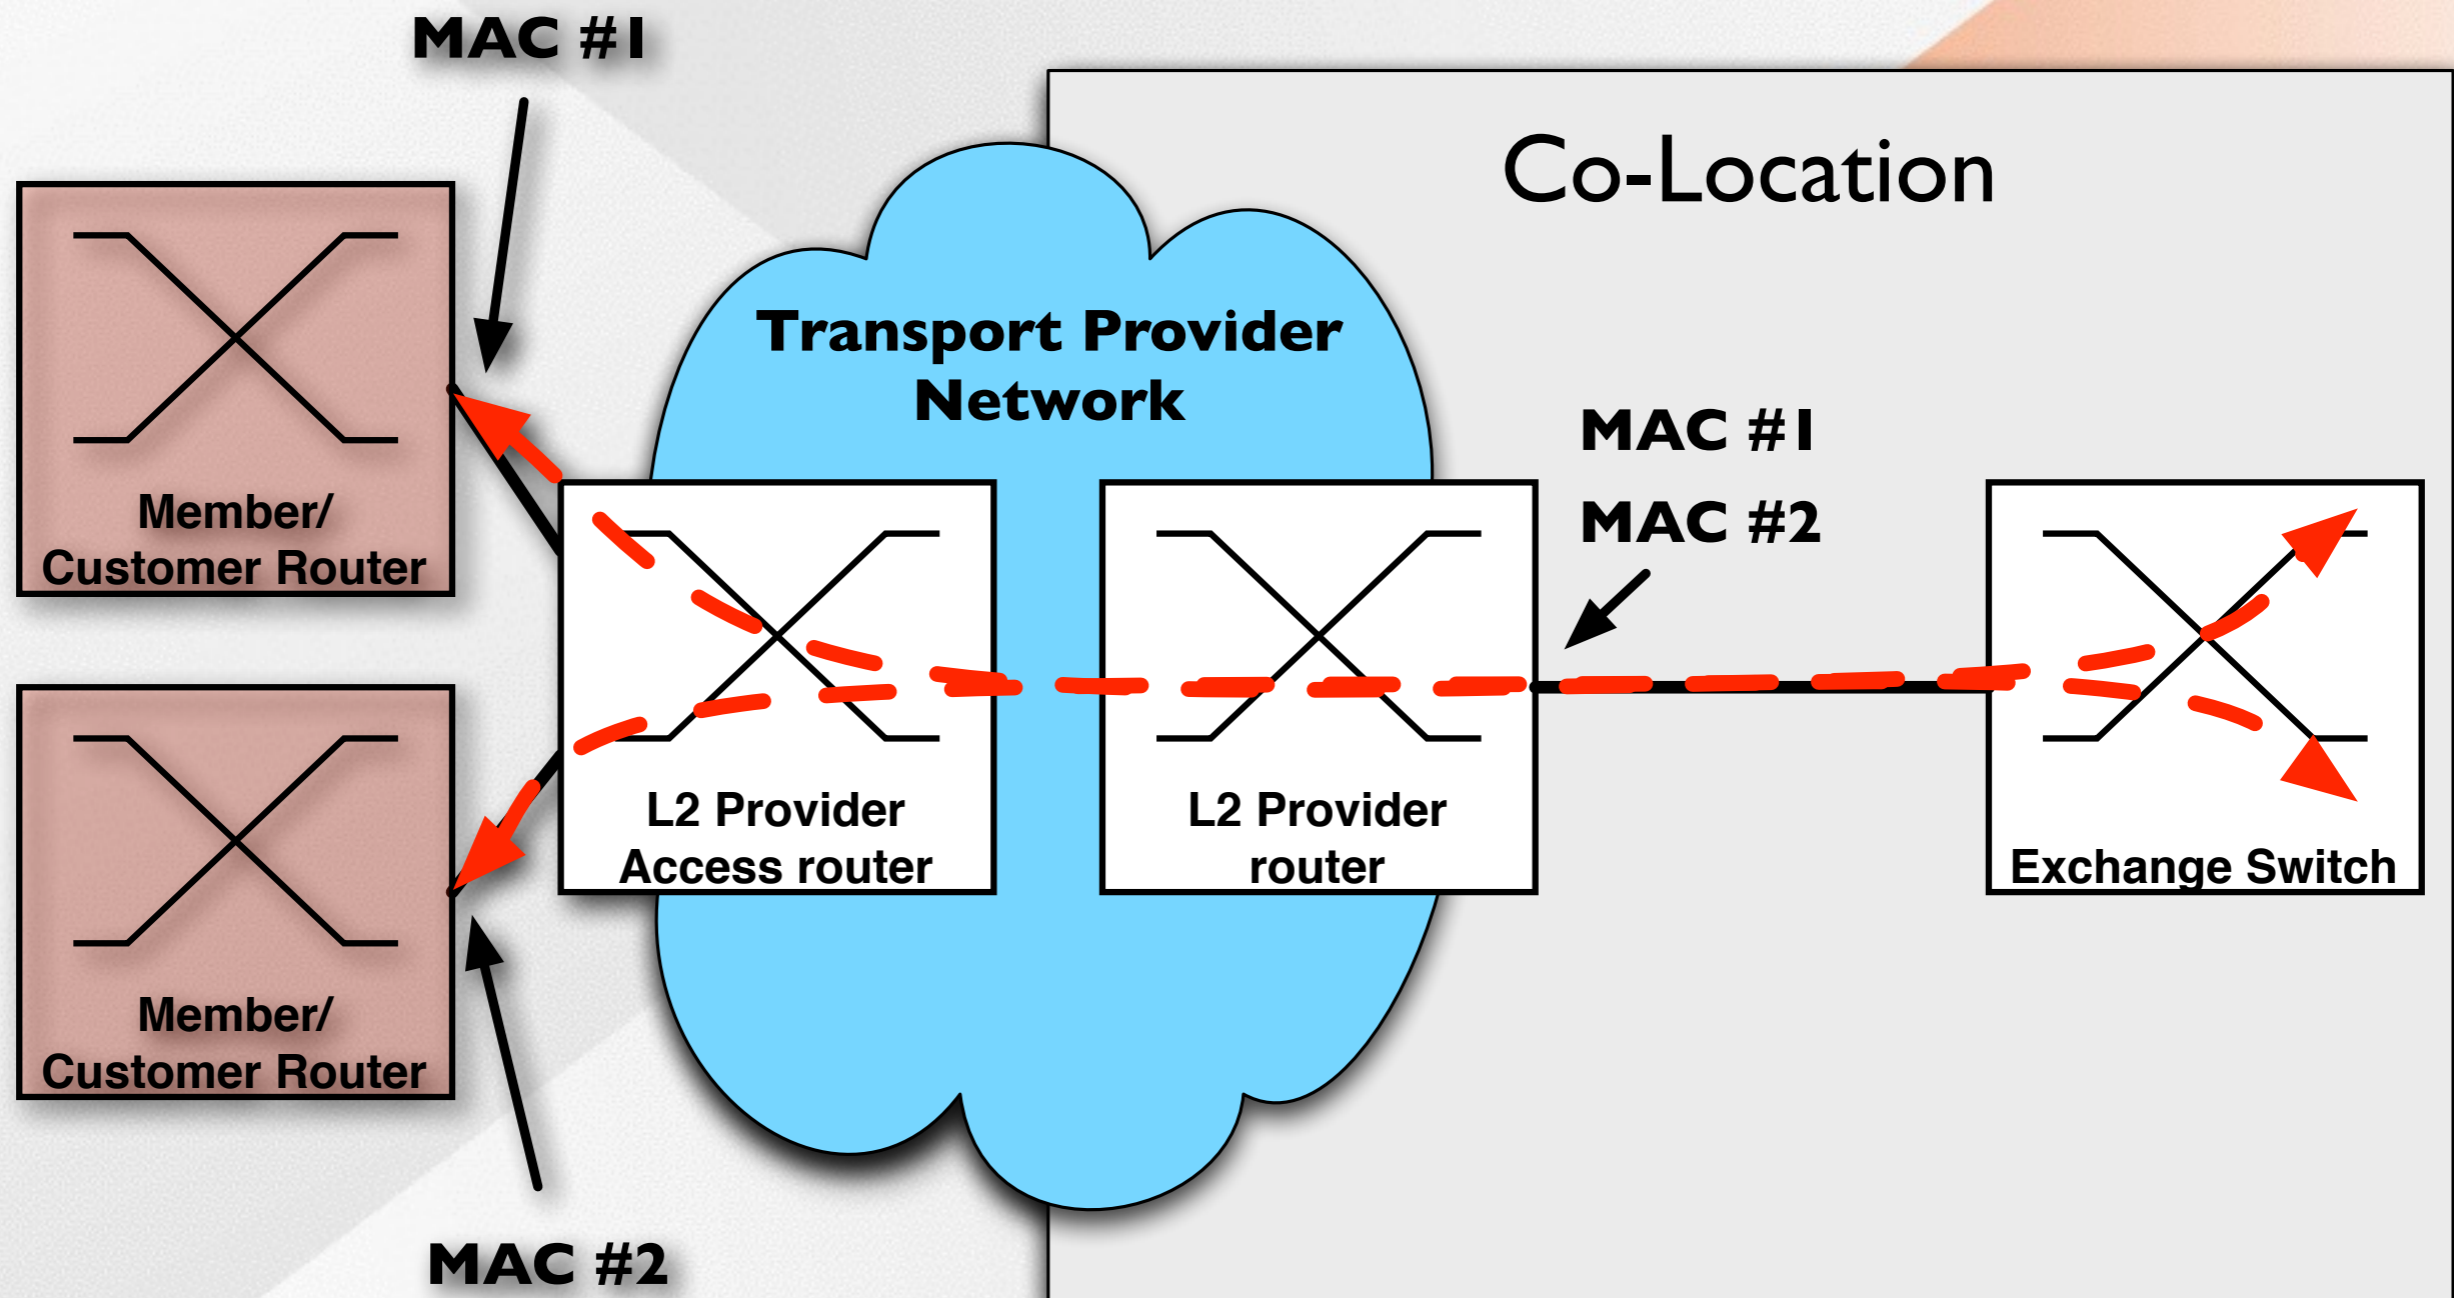 MAC #1
Co-Location
Transport Provider
Network
MAC #1
MAC #2
Member/
Customer Router
Member/
Customer Router
L2 Provider
Access router
L2 Provider
router
Exchange Switch
MAC #2